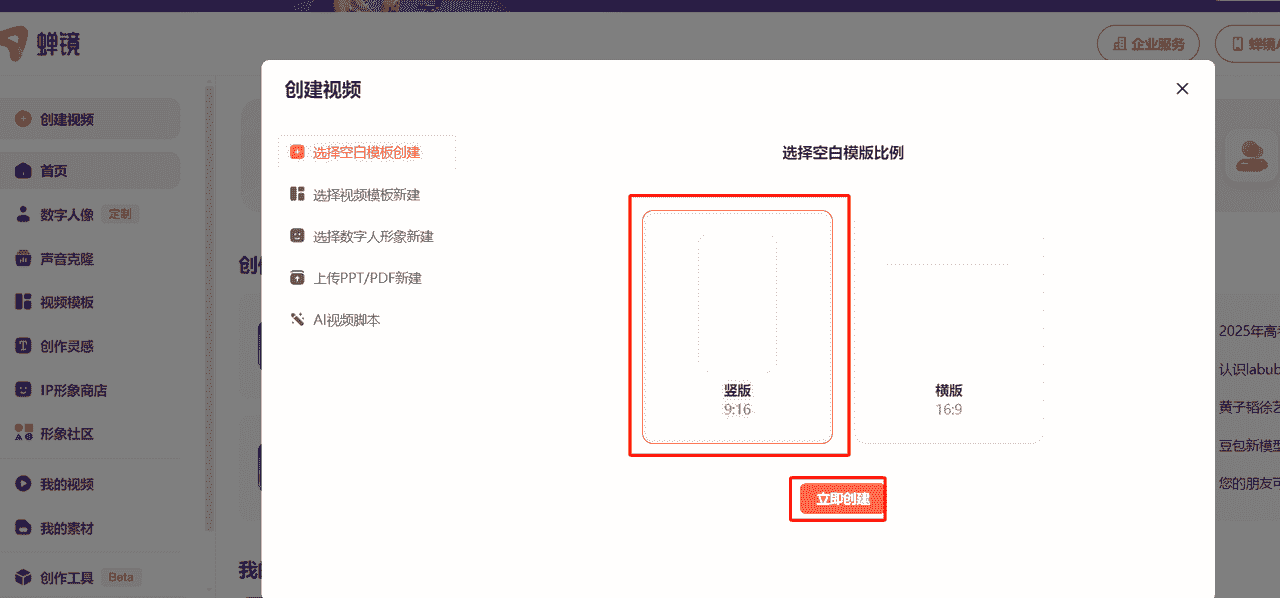 蝉镜
企业服务
蝉镜
创建视频
首页
数字人像 定制
声音克隆
视频模板
创作灵感
IP形象商店
形象社区
我的视频
我的素材
创作工具 Beta
创建视频
选择空白模板创建
选择视频模板新建
选择数字人形象新建
上传PPT/PDF新建
AI视频脚本
选择空白模版比例
竖版
9:16
横版
16:9
立即创建
2025年高
认识labub
黄子韬徐
豆包新模型
您的朋友
我的